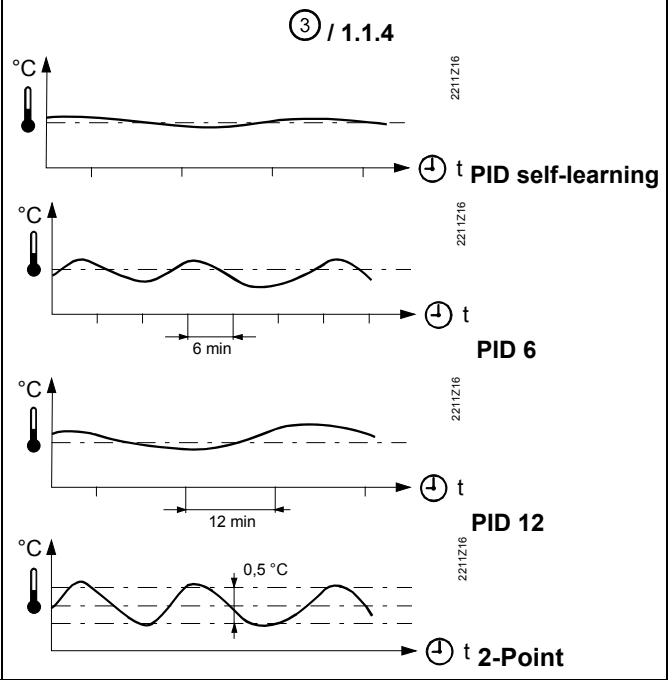 3 / 1.1.4
°C
2211Z16
t PID self-learning
°C
2211Z16
t
6 min
PID 6
°C
2211Z16
t
12 min
PID 12
°C
2211Z16
0,5 °C
t 2-Point